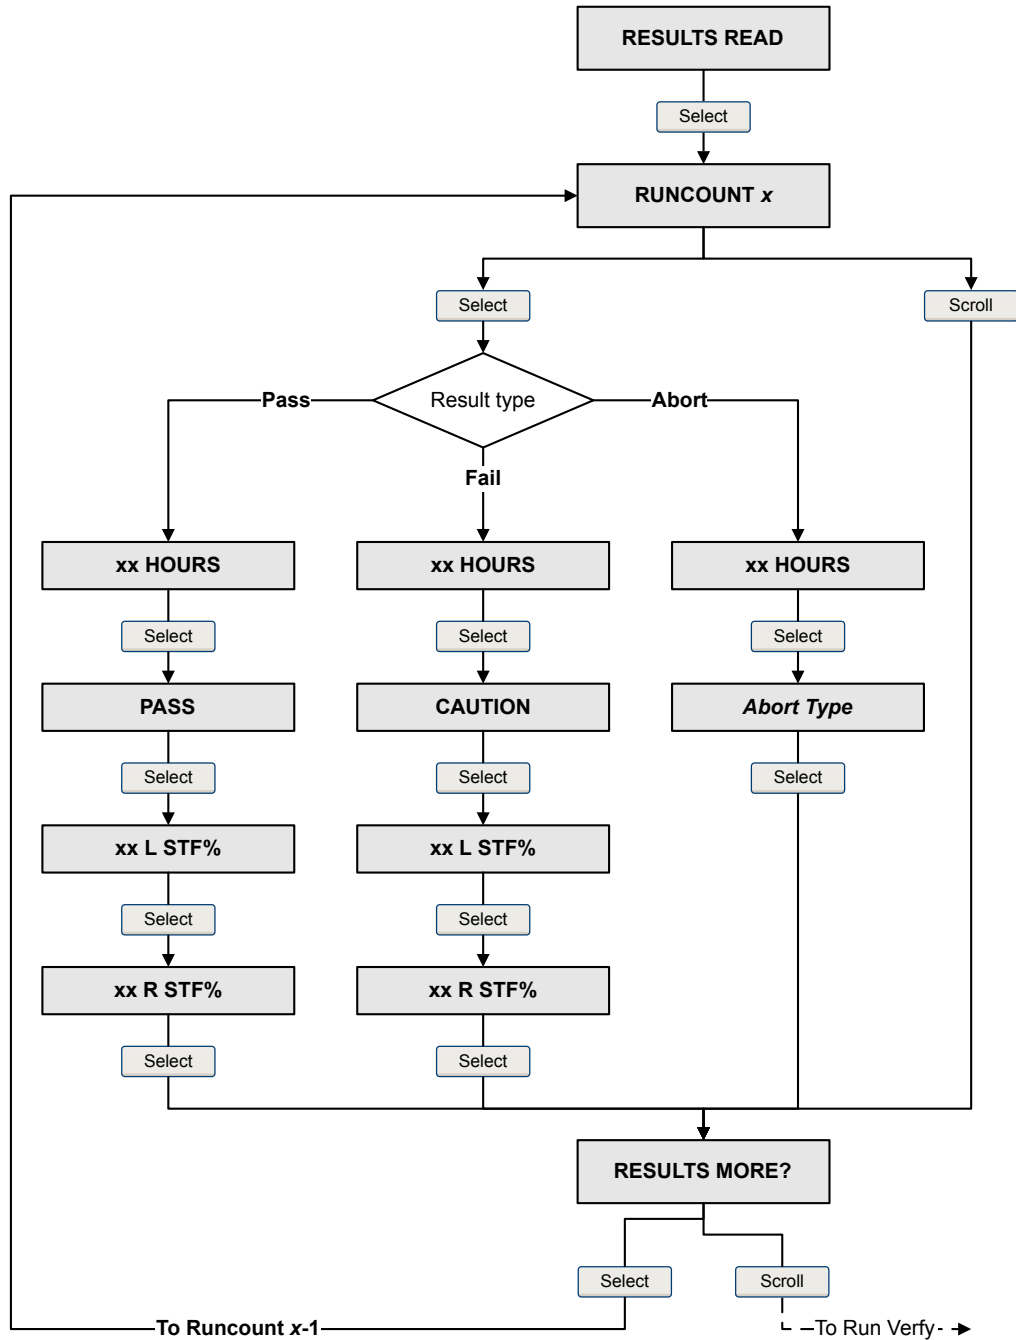 RESULTS READ
Select
RUNCOUNT x
Select
Scroll
Pass
Result type
Abort
Fail
xx HOURS
xx HOURS
xx HOURS
Select
Select
Select
PASS
CAUTION
Abort Type
Select
Select
Select
xx L STF%
xx L STF%
Select
Select
xx R STF%
xx R STF%
Select
Select
RESULTS MORE?
Select
Scroll
To Runcount x-1
To Run Verfy